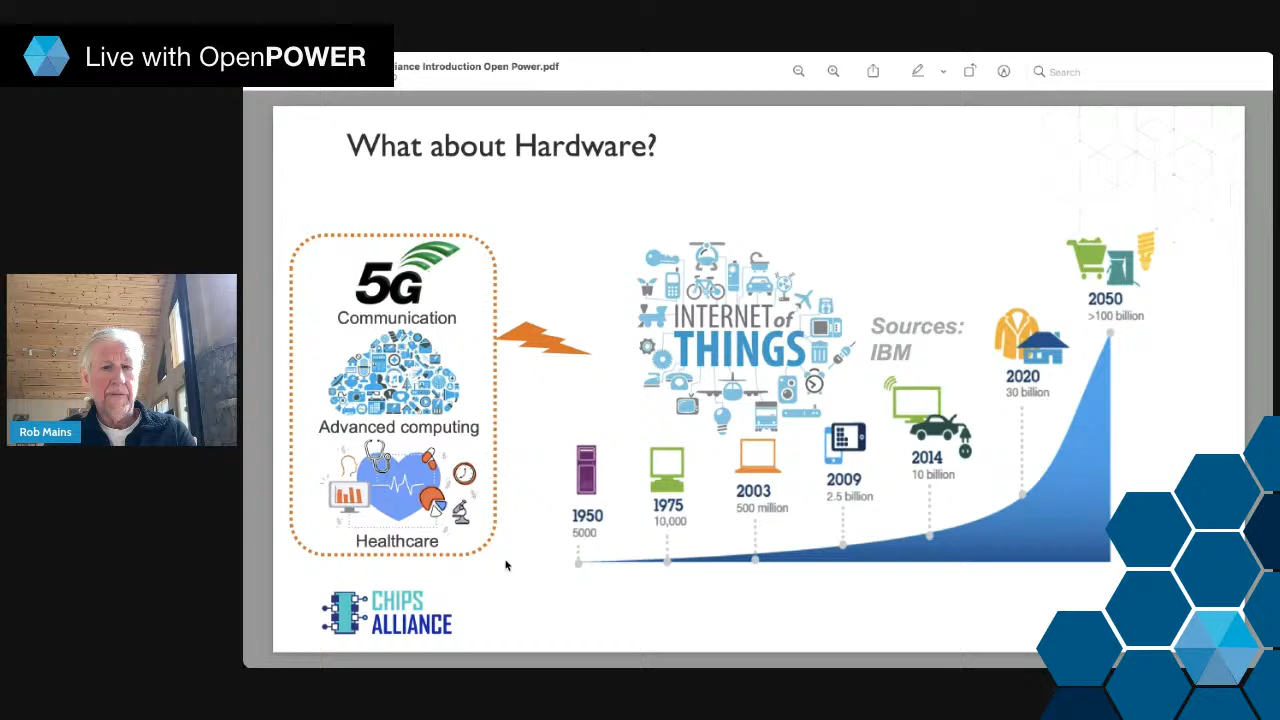 Live with OpenPOWER
iance Introduction Open Power.pdf
Search
What about Hardware?
5G
Communication
Advanced computing
Healthcare
INTERNET of
THINGS
Sources:
IBM
1950
5000
1975
10,000
2003
500 million
2009
2.5 billion
2014
10 billion
2020
30 billion
2050
>100 billion
CHIPS
ALLIANCE
Rob Mains